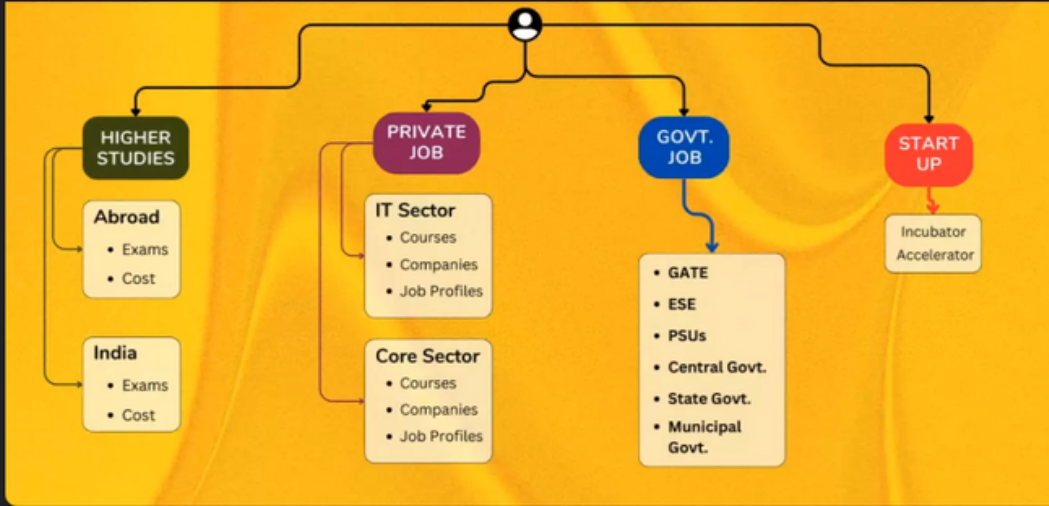 HIGHER
STUDIES
Abroad
• Exams
• Cost
India
• Exams
• Cost
PRIVATE
JOB
IT Sector
• Courses
• Companies
• Job Profiles
Core Sector
• Courses
• Companies
• Job Profiles
GOVT.
JOB
• GATE
• ESE
• PSUs
• Central Govt.
• State Govt.
• Municipal
Govt.
START
UP
Incubator
Accelerator